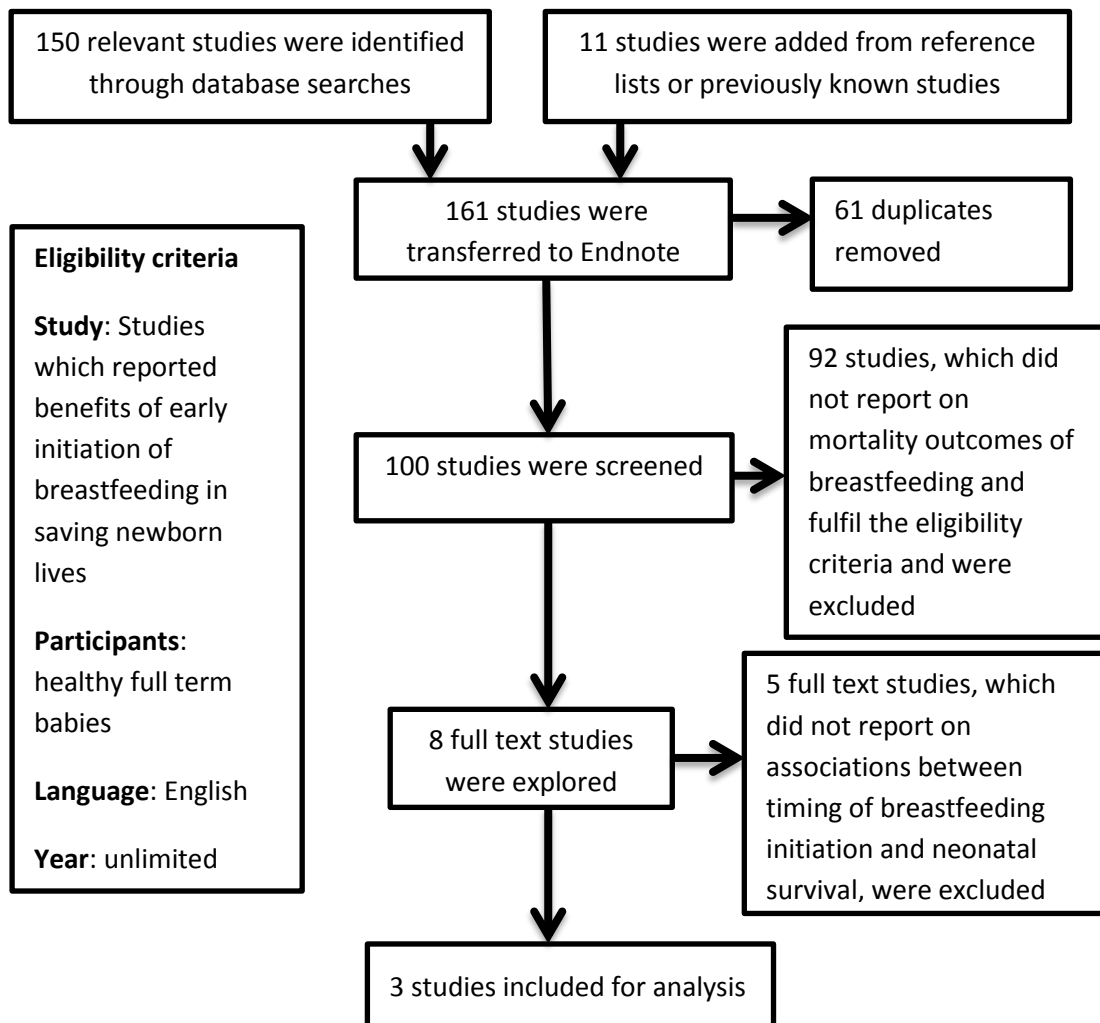 150 relevant studies were identified
through database searches
11 studies were added from reference
lists or previously known studies
161 studies were
transferred to Endnote
61 duplicates
removed
Eligibility criteria
Study: Studies
which reported
benefits of early
initiation of
breastfeeding in
saving newborn
lives
Participants:
healthy full term
babies
Language: English
Year: unlimited
100 studies were screened
92 studies, which did
not report on
mortality outcomes of
breastfeeding and
fulfil the eligibility
criteria and were
excluded
8 full text studies
were explored
5 full text studies, which
did not report on
associations between
timing of breastfeeding
initiation and neonatal
survival, were excluded
3 studies included for analysis